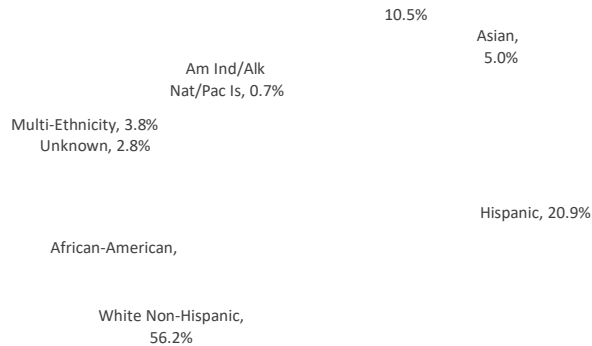 10.5%
Asian,
5.0%
Am Ind/Alk
Nat/Pac Is, 0.7%
Multi-Ethnicity, 3.8%
Unknown, 2.8%
Hispanic, 20.9%
African-American,
White Non-Hispanic,
56.2%